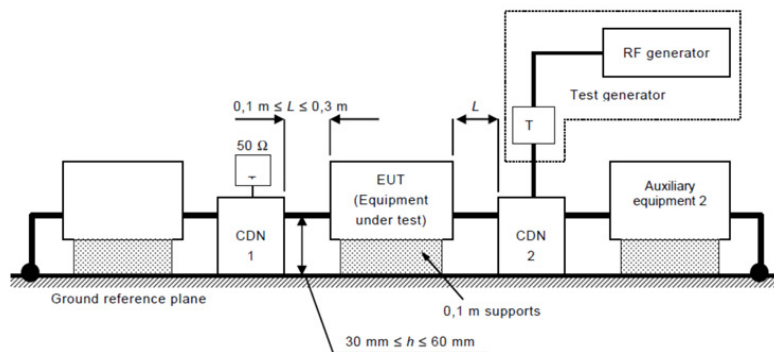 RF generator
Test generator
T
0,1 m ≤ L ≤ 0,3 m
L
50 Ω
EUT
(Equipment
under test)
CDN
1
CDN
2
Auxiliary
equipment 2
Ground reference plane
0,1 m supports
30 mm ≤ h ≤ 60 mm